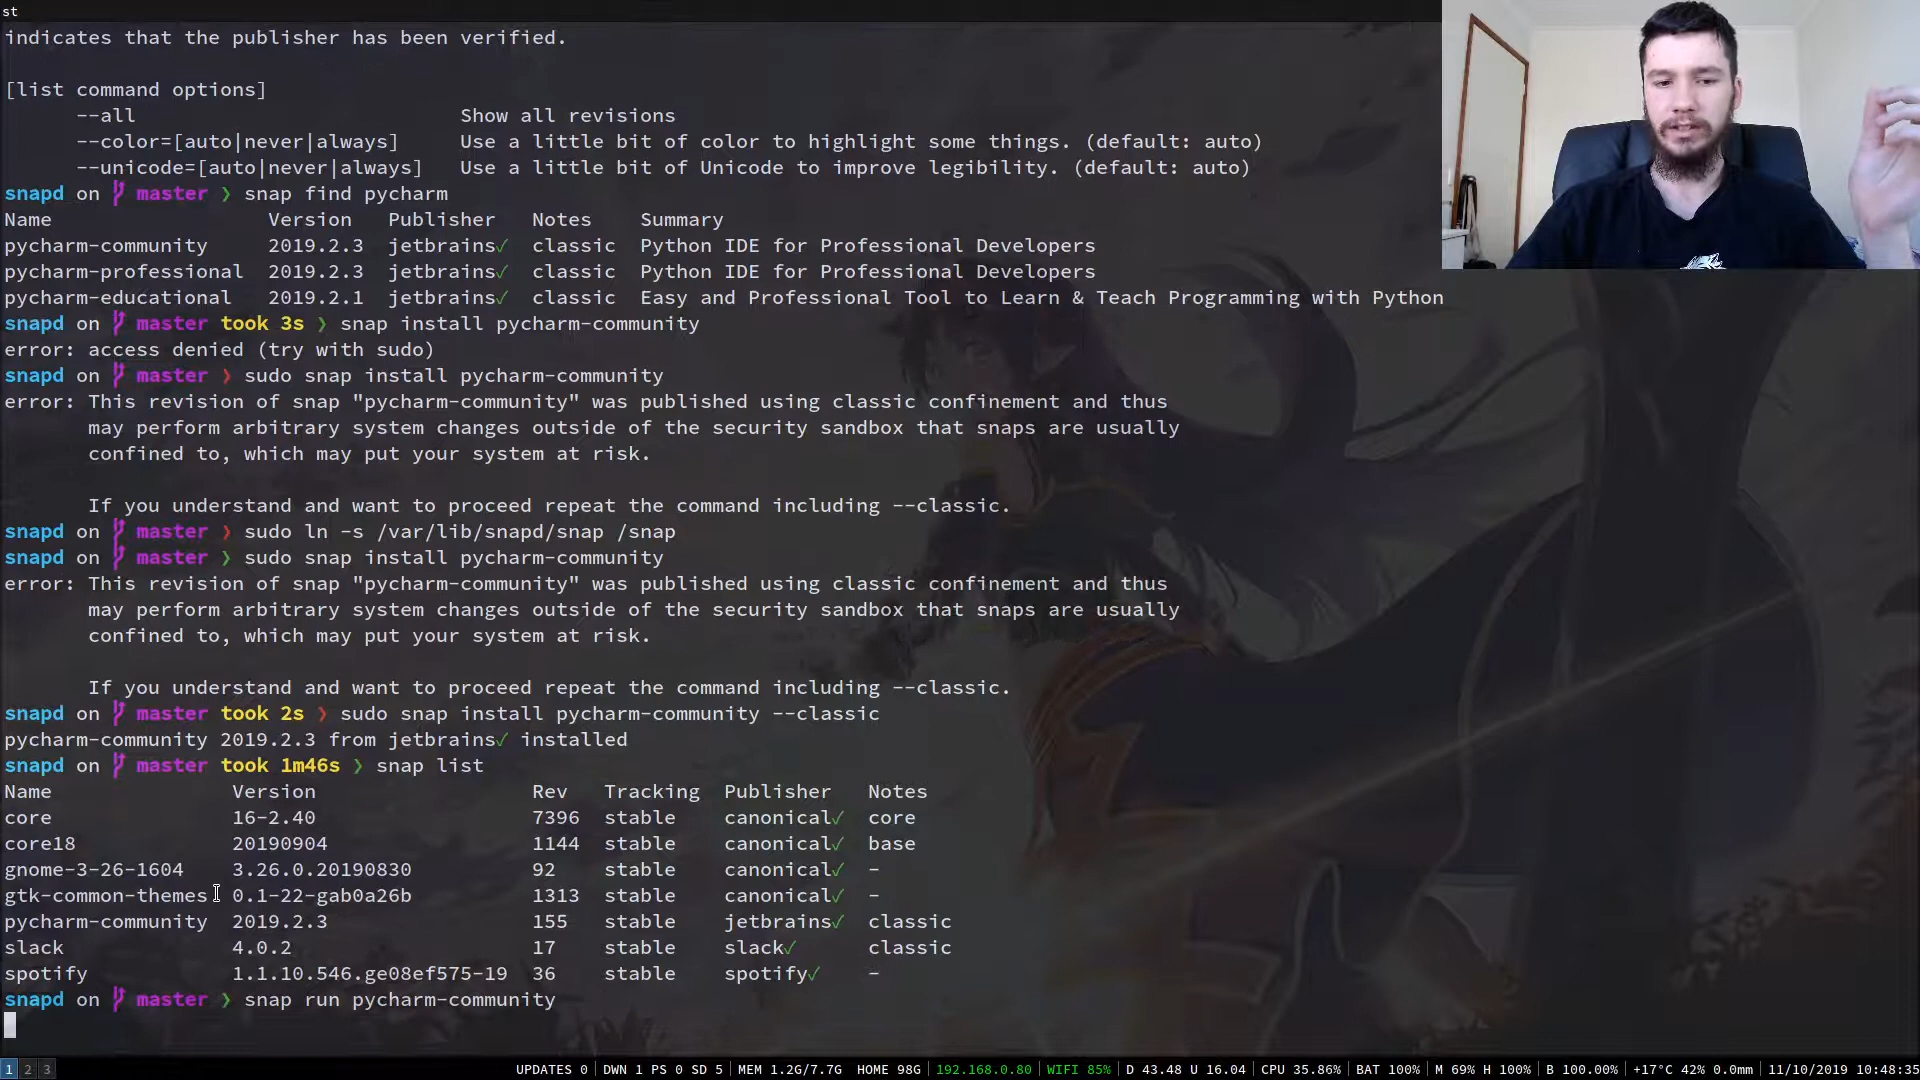 st
indicates that the publisher has been verified.
[list command options]
--all Show all revisions
--color=[auto|never|always] Use a little bit of color to highlight some things. (default: auto)
--unicode=[auto|never|always] Use a little bit of Unicode to improve legibility. (default: auto)
snapd on master ❯ snap find pycharm
Name Version Publisher Notes Summary
pycharm-community 2019.2.3 jetbrains✓ classic Python IDE for Professional Developers
pycharm-professional 2019.2.3 jetbrains✓ classic Python IDE for Professional Developers
pycharm-educational 2019.2.1 jetbrains✓ classic Easy and Professional Tool to Learn & Teach Programming with Python
snapd on master took 3s ❯ snap install pycharm-community
error: access denied (try with sudo)
snapd on master ❯ sudo snap install pycharm-community
error: This revision of snap "pycharm-community" was published using classic confinement and thus
may perform arbitrary system changes outside of the security sandbox that snaps are usually
confined to, which may put your system at risk.
If you understand and want to proceed repeat the command including --classic.
snapd on master ❯ sudo ln -s /var/lib/snapd/snap /snap
snapd on master ❯ sudo snap install pycharm-community
error: This revision of snap "pycharm-community" was published using classic confinement and thus
may perform arbitrary system changes outside of the security sandbox that snaps are usually
confined to, which may put your system at risk.
If you understand and want to proceed repeat the command including --classic.
snapd on master took 2s ❯ sudo snap install pycharm-community --classic
pycharm-community 2019.2.3 from jetbrains✓ installed
snapd on master took 1m46s ❯ snap list
Name Version Rev Tracking Publisher Notes
core 16-2.40 7396 stable canonical✓ core
core18 20190904 1144 stable canonical✓ base
gnome-3-26-1604 3.26.0.20190830 92 stable canonical✓ -
gtk-common-themes 0.1-22-gab0a26b 1313 stable canonical✓ -
pycharm-community 2019.2.3 155 stable jetbrains✓ classic
slack 4.0.2 17 stable slack✓ classic
spotify 1.1.10.546.ge08ef575-19 36 stable spotify✓ -
snapd on master ❯ snap run pycharm-community
1 2 3 UPDATES 0 | DWN 1 PS 0 SD 5 | MEM 1.2G/7.7G HOME 98G | 192.168.0.80 | WIFI 85% | D 43.48 U 16.04 | CPU 35.86% | BAT 100% | M 69% H 100% | B 100.00% | +17°C 42% 0.0mm | 11/10/2019 10:48:35